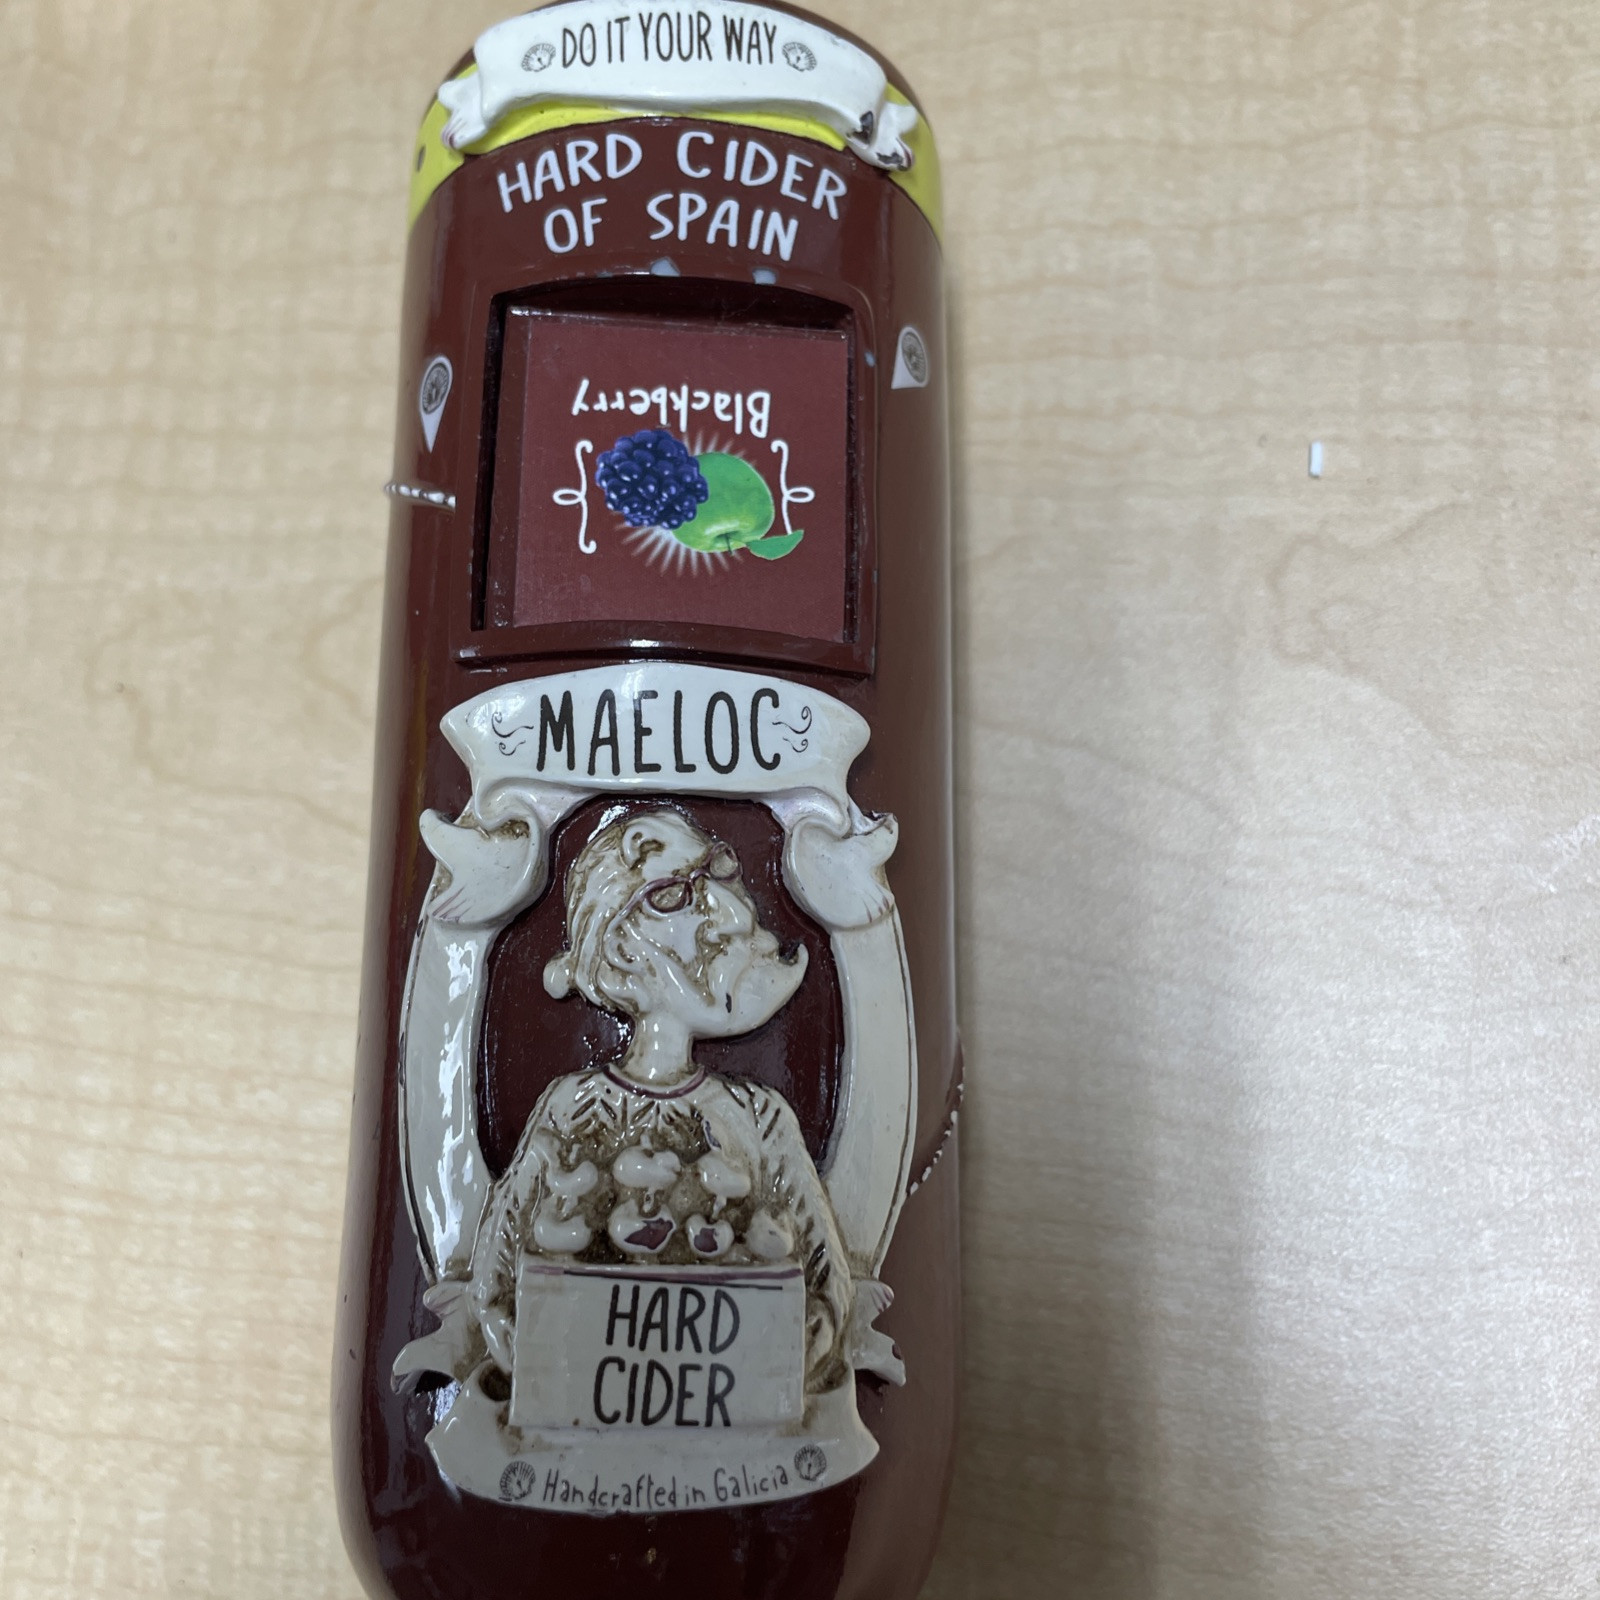 DO IT YOUR WAY
HARD CIDER
OF SPAIN
Blackberry
MAELOC
HARD
CIDER
Handcrafted in Galicia